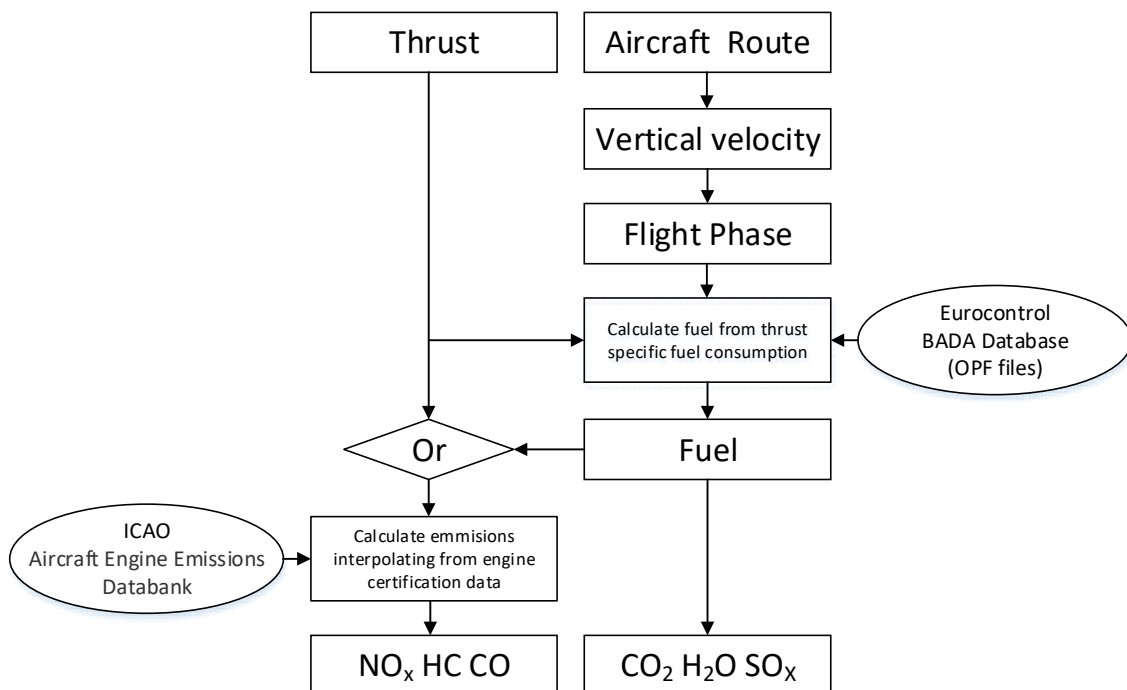 Thrust
Aircraft Route
Vertical velocity
Flight Phase
Calculate fuel from thrust
specific fuel consumption
Eurocontrol
BADA Database
(OPF files)
Or
Fuel
ICAO
Aircraft Engine Emissions
Databank
Calculate emmisions
interpolating from engine
certification data
NOₓ HC CO
CO₂ H₂O SOₓ